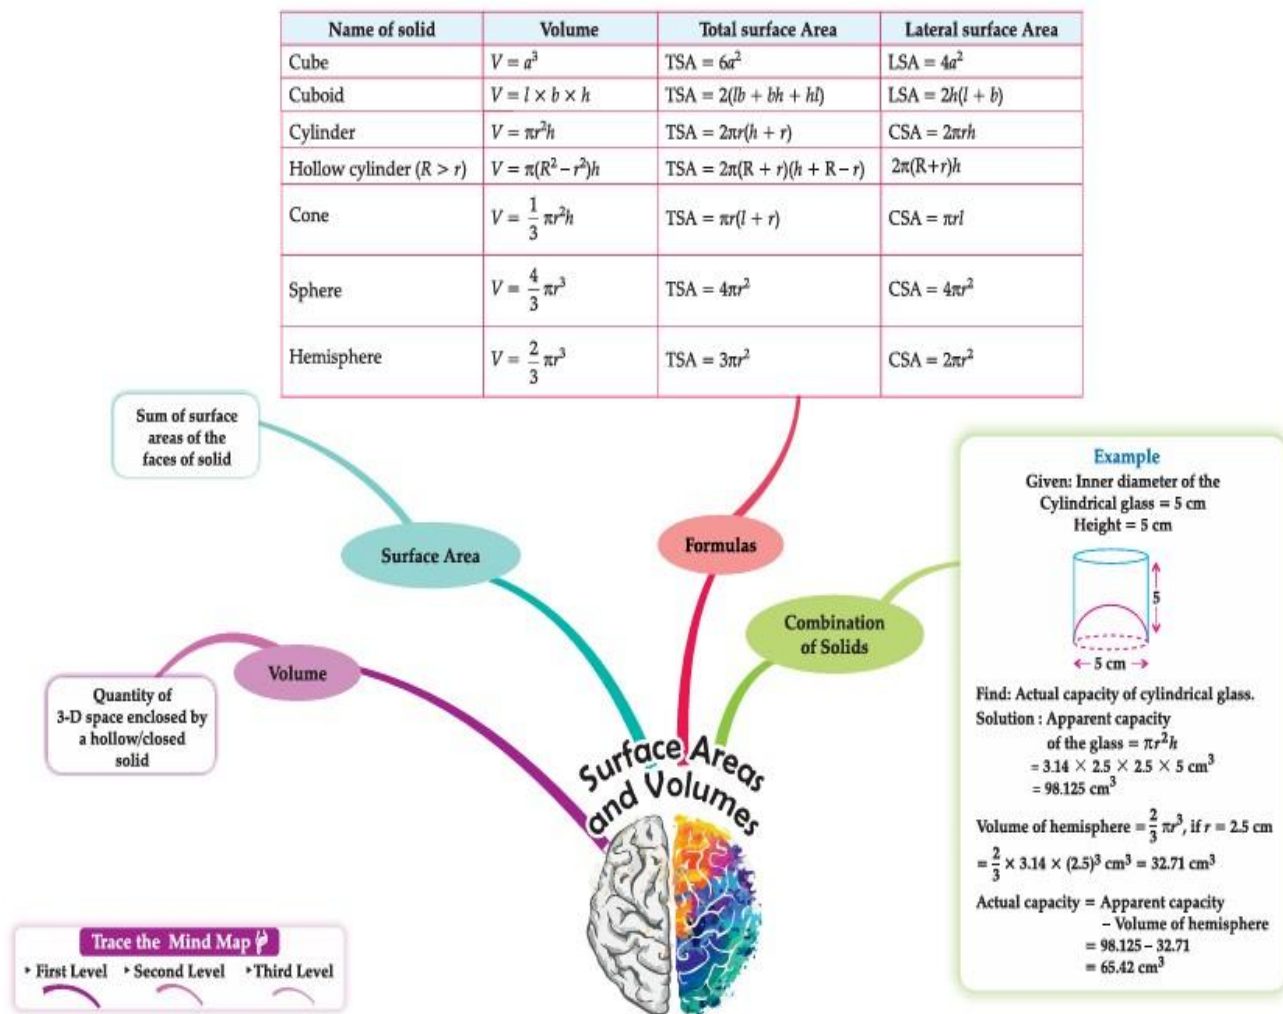 Name of solid Volume Total surface Area Lateral surface Area
Cube V = a³ TSA = 6a² LSA = 4a²
Cuboid V = l × b × h TSA = 2(lb + bh + hl) LSA = 2h(l + b)
Cylinder V = πr²h TSA = 2πr(h + r) CSA = 2πrh
Hollow cylinder (R > r) V = π(R² – r²)h TSA = 2π(R + r)(h + R – r) 2π(R+r)h
Cone V = 1/3 πr²h TSA = πr(l + r) CSA = πrl
Sphere V = 4/3 πr³ TSA = 4πr² CSA = 4πr²
Hemisphere V = 2/3 πr³ TSA = 3πr² CSA = 2πr²
Sum of surface
areas of the
faces of solid
Surface Area
Formulas
Combination
of Solids
Volume
Quantity of
3-D space enclosed by
a hollow/closed
solid
Surface Areas
and Volumes
Example
Given: Inner diameter of the
Cylindrical glass = 5 cm
Height = 5 cm
5
5 cm
Find: Actual capacity of cylindrical glass.
Solution : Apparent capacity
of the glass = πr²h
= 3.14 × 2.5 × 2.5 × 5 cm³
= 98.125 cm³
Volume of hemisphere = 2/3 πr³, if r = 2.5 cm
= 2/3 × 3.14 × (2.5)³ cm³ = 32.71 cm³
Actual capacity = Apparent capacity
– Volume of hemisphere
= 98.125 – 32.71
= 65.42 cm³
Trace the Mind Map
First Level Second Level Third Level